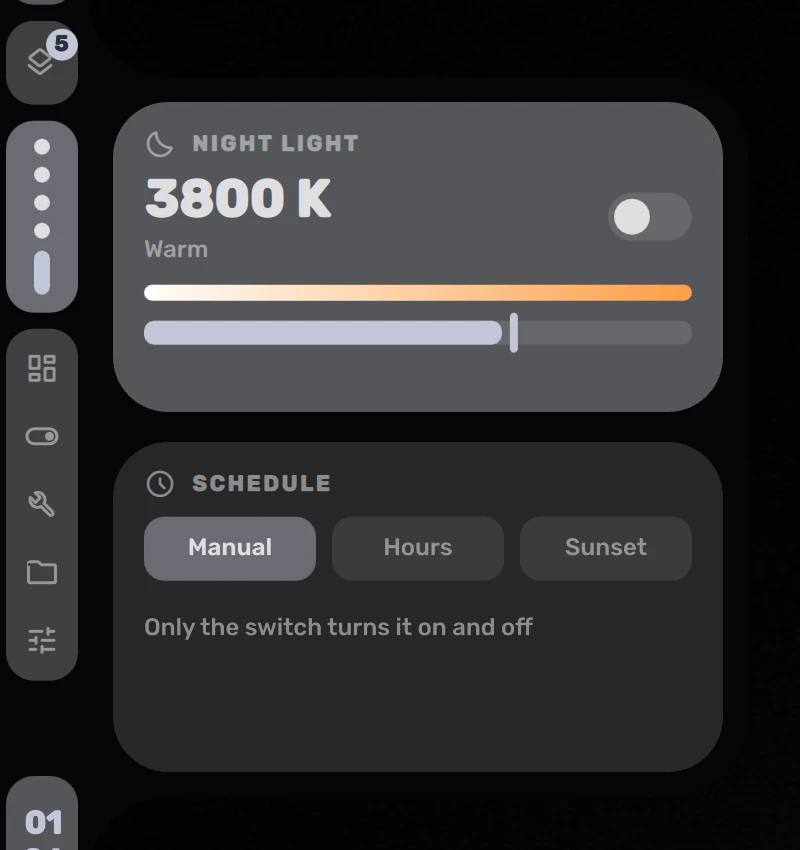 5
NIGHT LIGHT
3800 K
Warm
SCHEDULE
Manual
Hours
Sunset
Only the switch turns it on and off
01